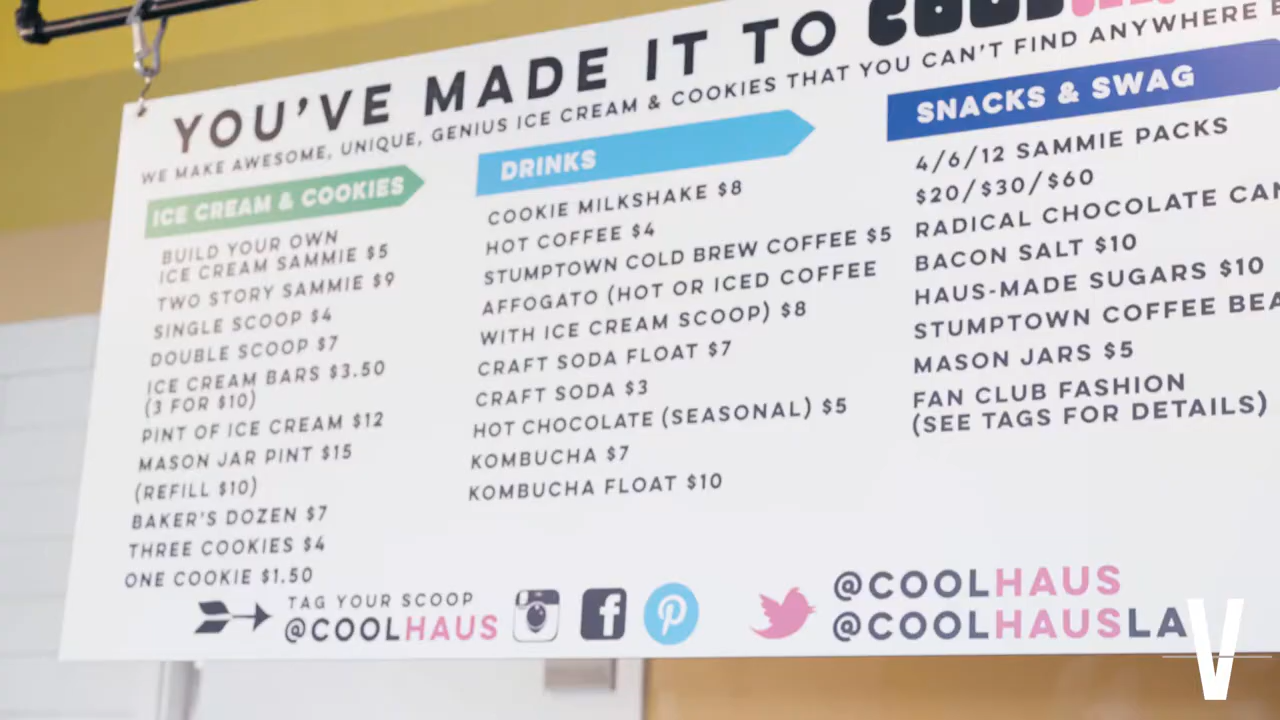 YOU'VE MADE IT TO COOLHAUS
WE MAKE AWESOME, UNIQUE, GENIUS ICE CREAM & COOKIES THAT YOU CAN'T FIND ANYWHERE
ICE CREAM & COOKIES
BUILD YOUR OWN
ICE CREAM SAMMIE $5
TWO STORY SAMMIE $9
SINGLE SCOOP $4
DOUBLE SCOOP $7
ICE CREAM BARS $3.50
(3 FOR $10)
PINT OF ICE CREAM $12
MASON JAR PINT $15
(REFILL $10)
BAKER'S DOZEN $7
THREE COOKIES $4
ONE COOKIE $1.50
DRINKS
COOKIE MILKSHAKE $8
HOT COFFEE $4
STUMPTOWN COLD BREW COFFEE $5
AFFOGATO (HOT OR ICED COFFEE
WITH ICE CREAM SCOOP) $8
CRAFT SODA FLOAT $7
CRAFT SODA $3
HOT CHOCOLATE (SEASONAL) $5
KOMBUCHA $7
KOMBUCHA FLOAT $10
SNACKS & SWAG
4/6/12 SAMMIE PACKS
$20/$30/$60
RADICAL CHOCOLATE
BACON SALT $10
HAUS-MADE SUGARS $10
STUMPTOWN COFFEE
MASON JARS $5
FAN CLUB FASHION
(SEE TAGS FOR DETAILS)
TAG YOUR SCOOP
@COOLHAUS
@COOLHAUS
@COOLHAUSLA
V